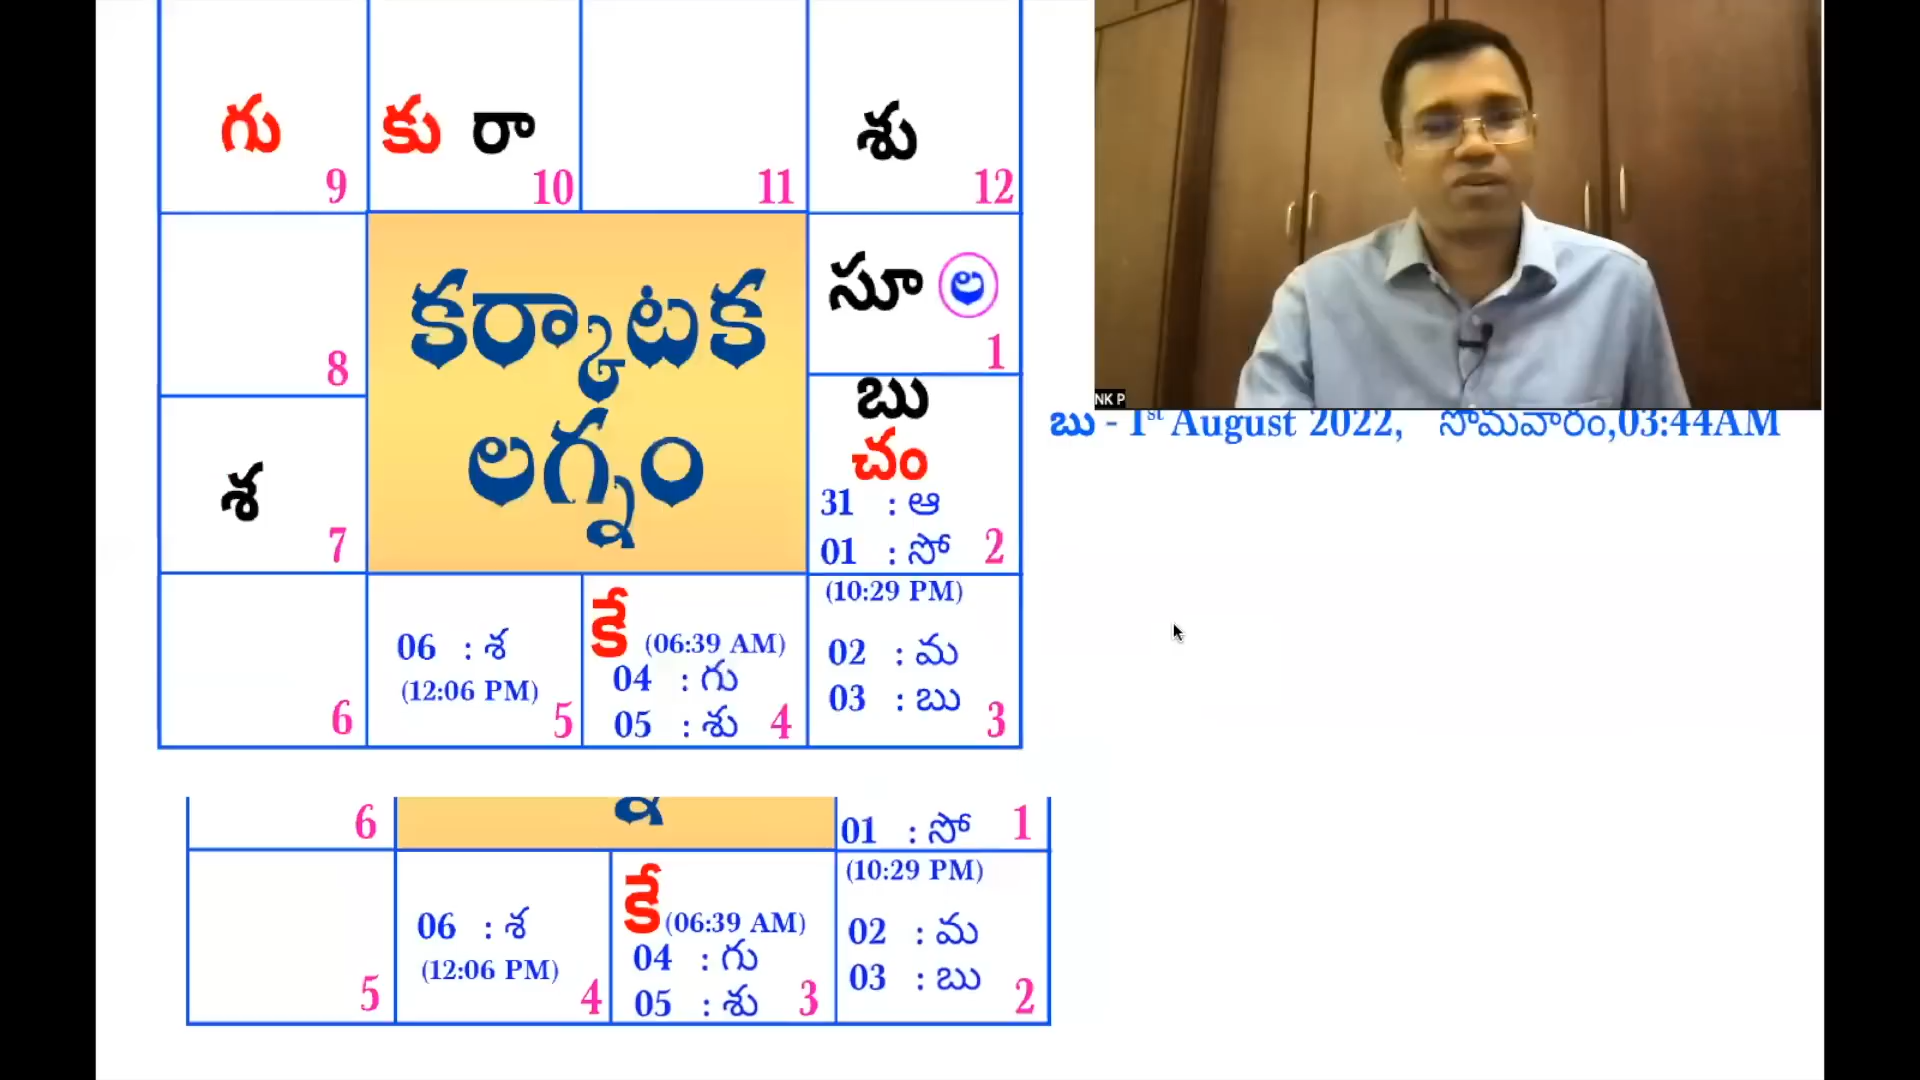 గు
9
కు రా
10
11
శు
12
8
కర్కాటక
లగ్నం
సూ ల
1
శ
7
బు
చం
31 : ఆ
01 : సో 2
6
06 : శ
(12:06 PM)
5
కే (06:39 AM)
04 : గు
05 : శు 4
(10:29 PM)
02 : మ
03 : బు
3
NK P
బు - 1st August 2022, సోమవారం,03:44AM
6
01 : సో 1
5
06 : శ
(12:06 PM)
4
కే (06:39 AM)
04 : గు
05 : శు 3
(10:29 PM)
02 : మ
03 : బు
2